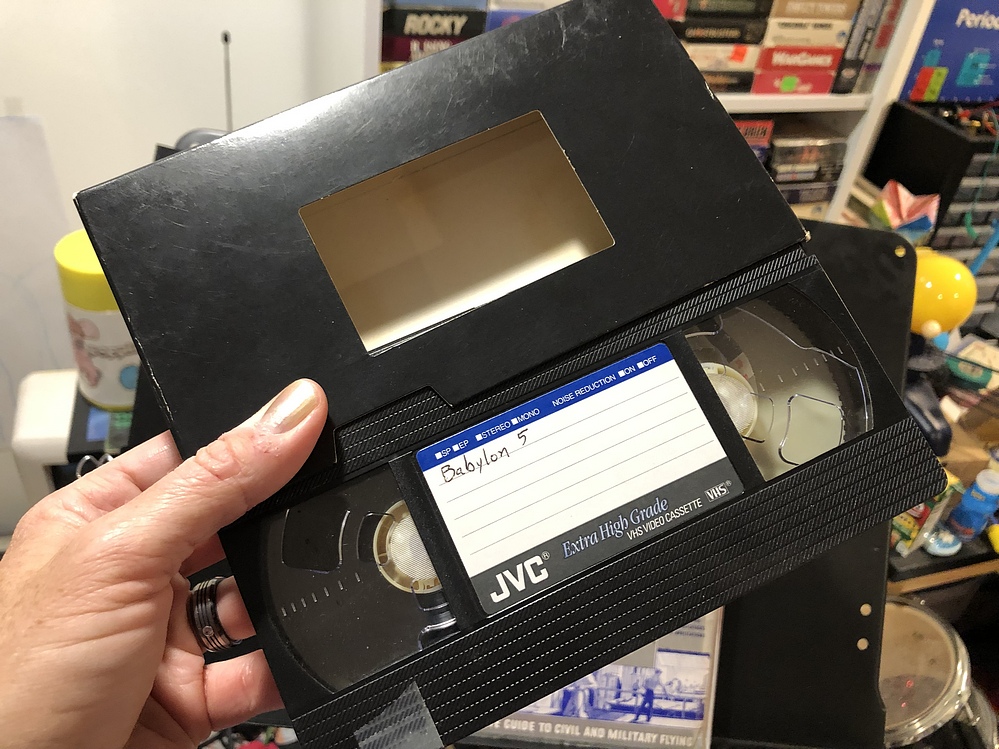 ROCKY
WARGAMES
Period
■SP ■EP ■STEREO ■MONO NOISE REDUCTION ■ON ■OFF
Babylon 5
Extra High Grade
VHS VIDEO CASSETTE VHS®
JVC®
GUIDE TO CIVIL AND MILITARY FLYING